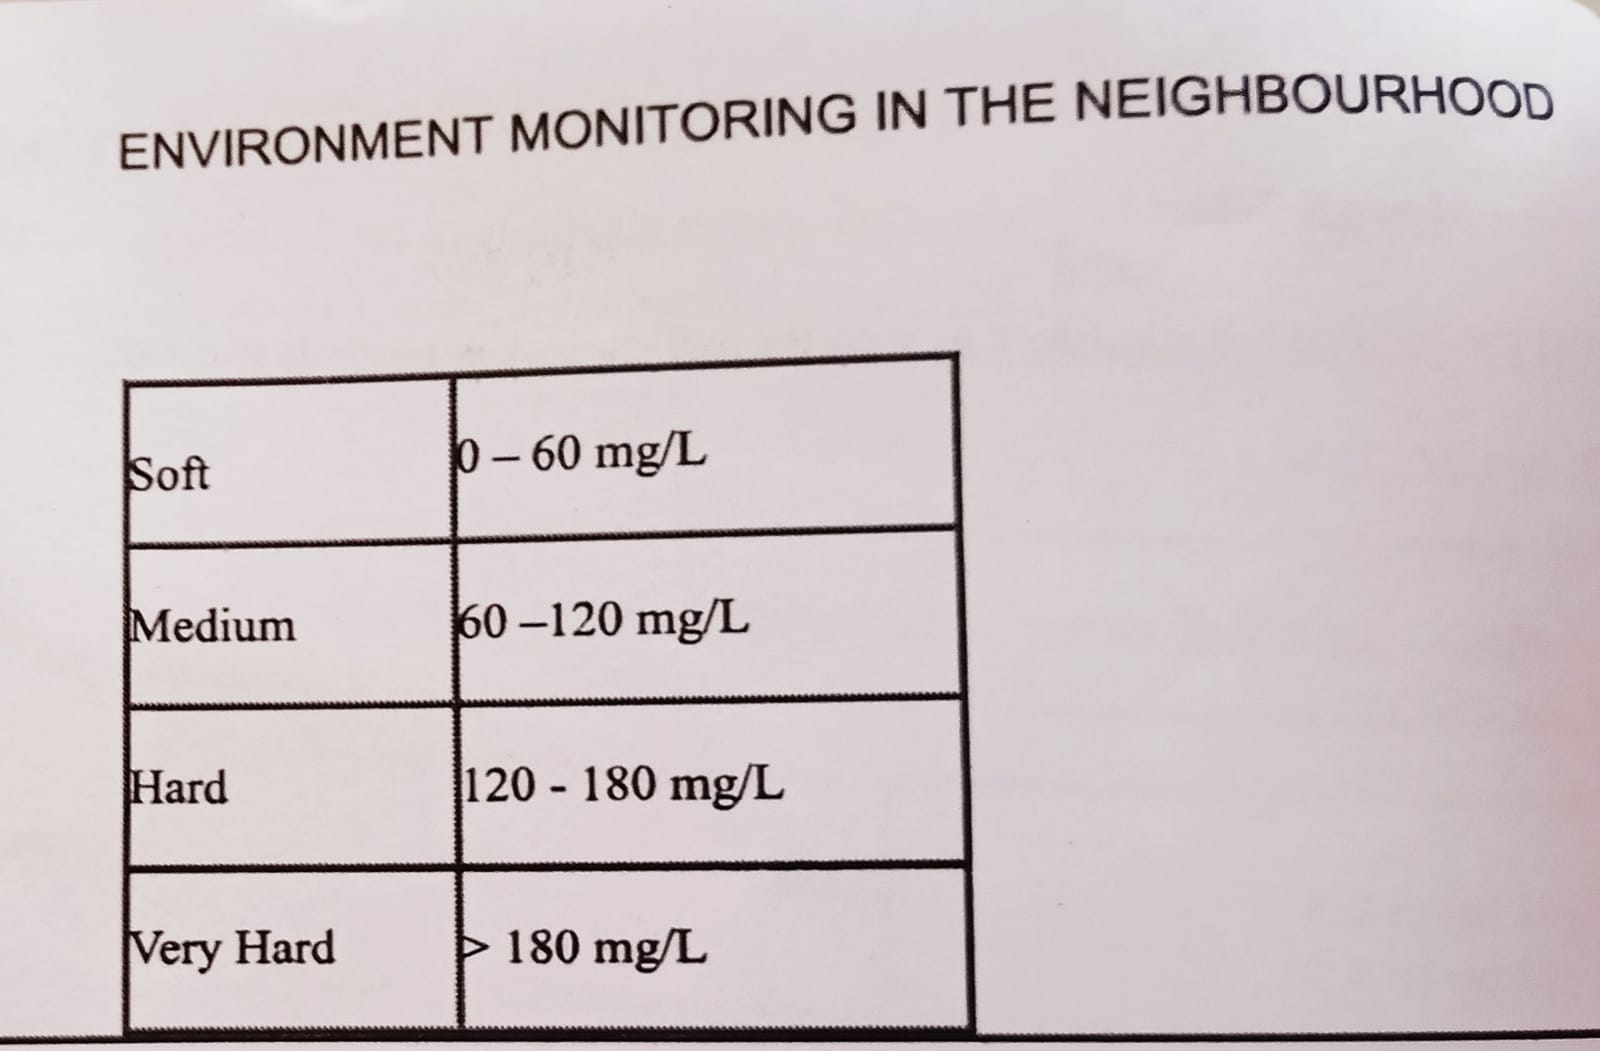 ENVIRONMENT MONITORING IN THE NEIGHBOURHOOD
Soft 0 – 60 mg/L
Medium 60 –120 mg/L
Hard 120 - 180 mg/L
Very Hard > 180 mg/L